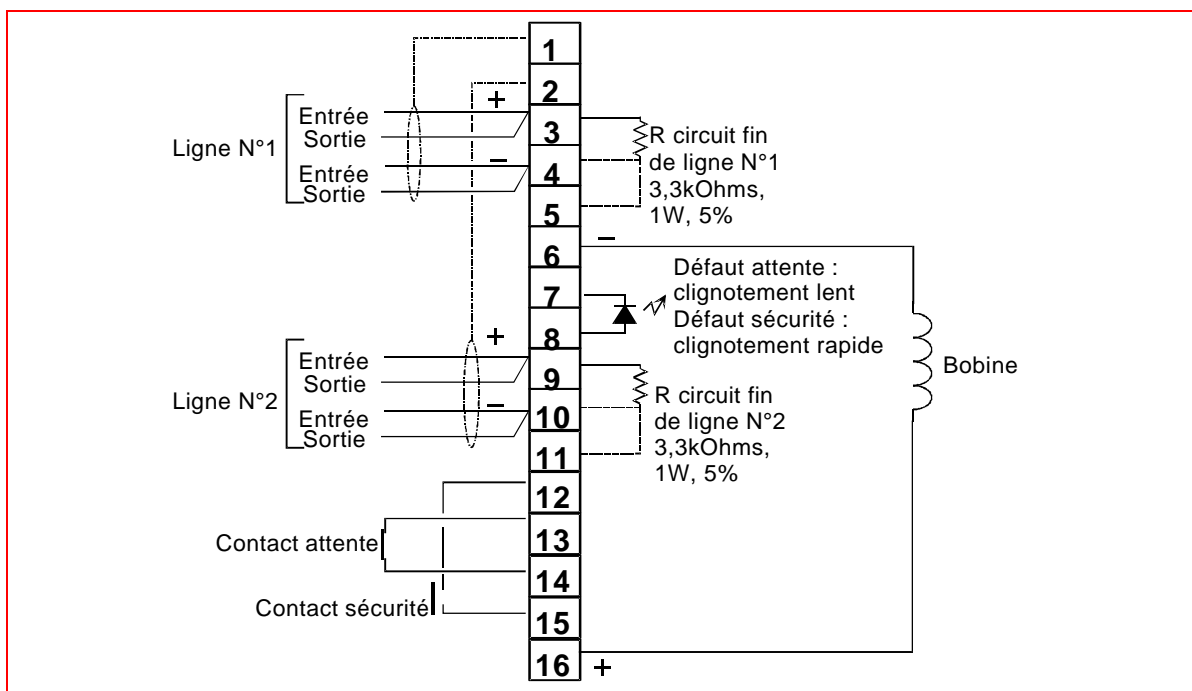 1
2
+
Entrée
Sortie
3
R circuit fin
de ligne N°1
3,3kOhms,
1W, 5%
Ligne N°1
–
Entrée
Sortie
4
5
–
6
Défaut attente :
clignotement lent
Défaut sécurité :
clignotement rapide
7
8
Bobine
+
Entrée
Sortie
9
R circuit fin
de ligne N°2
3,3kOhms,
1W, 5%
Ligne N°2
–
Entrée
Sortie
10
11
12
Contact attente
13
14
Contact sécurité
15
16
+